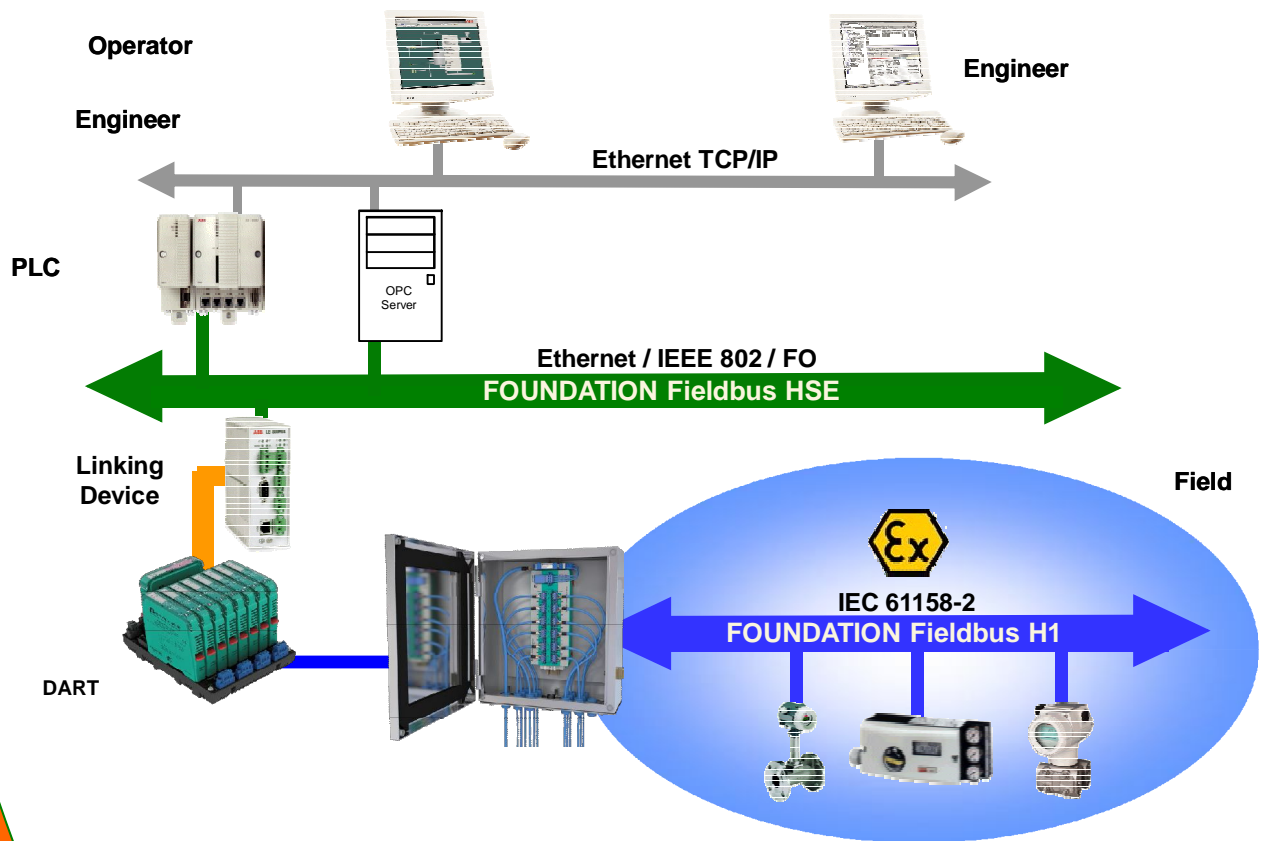 Operator
Engineer
Engineer
Ethernet TCP/IP
PLC
OPC
Server
Ethernet / IEEE 802 / FO
FOUNDATION Fieldbus HSE
Linking
Device
Field
Ex
IEC 61158-2
FOUNDATION Fieldbus H1
DART